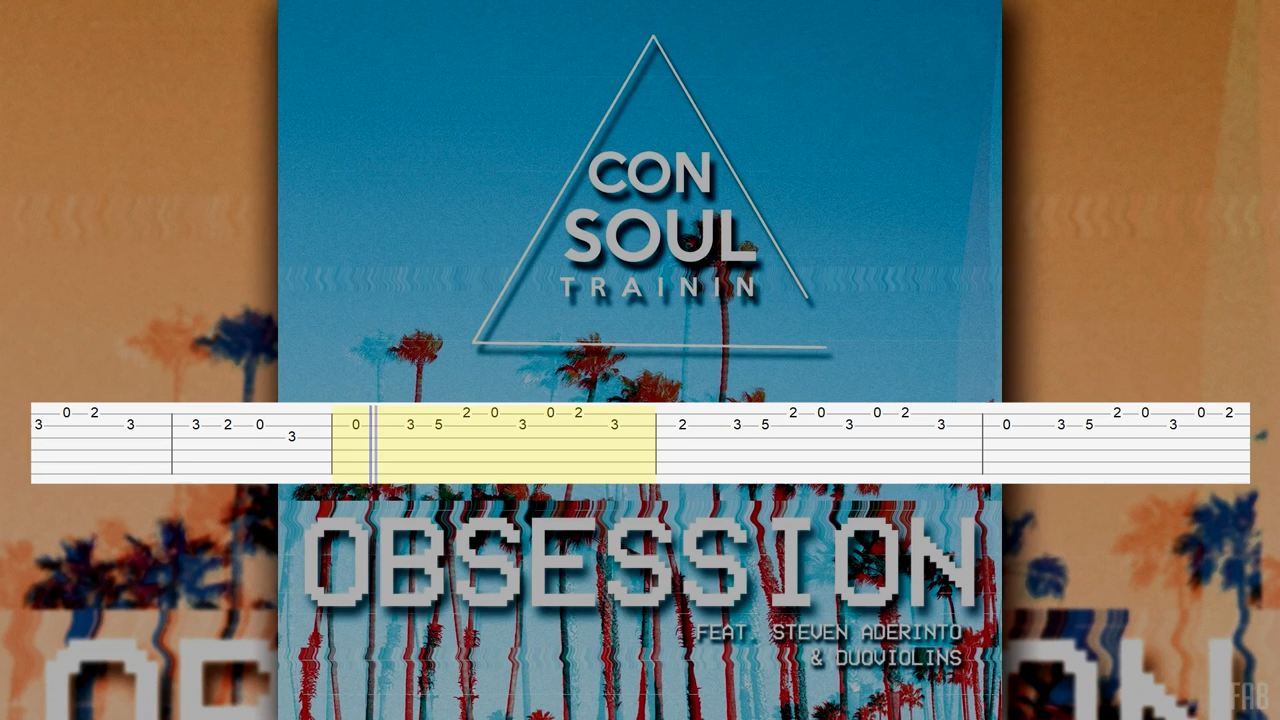 CON
SOUL
TRAININ
0 2 2 0 0 2 2 0 0 2 2 0 0 2
3 3 3 2 0 0 3 5 3 3 2 3 5 3 3 0 3 5 3
3
OBSESSION
FEAT. STEVEN ADERINTO
& DUOVIOLINS
FAB